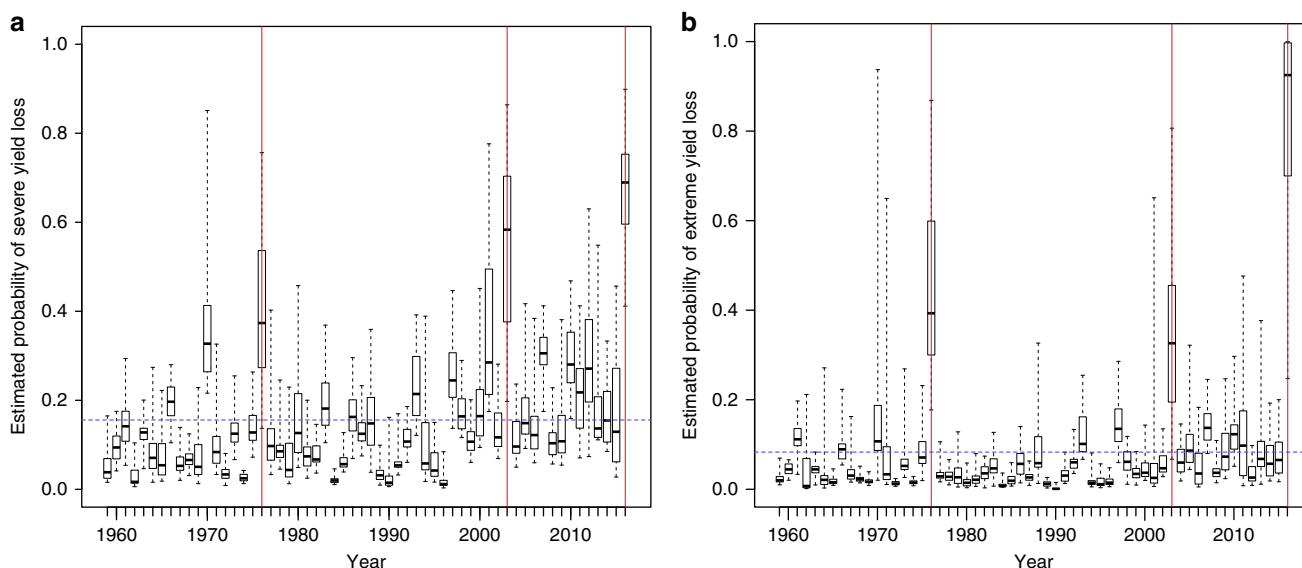 a
Estimated probability of severe yield loss
1.0
0.8
0.6
0.4
0.2
0.0
1960 1970 1980 1990 2000 2010
Year
b
Estimated probability of extreme yield loss
1.0
0.8
0.6
0.4
0.2
0.0
1960 1970 1980 1990 2000 2010
Year